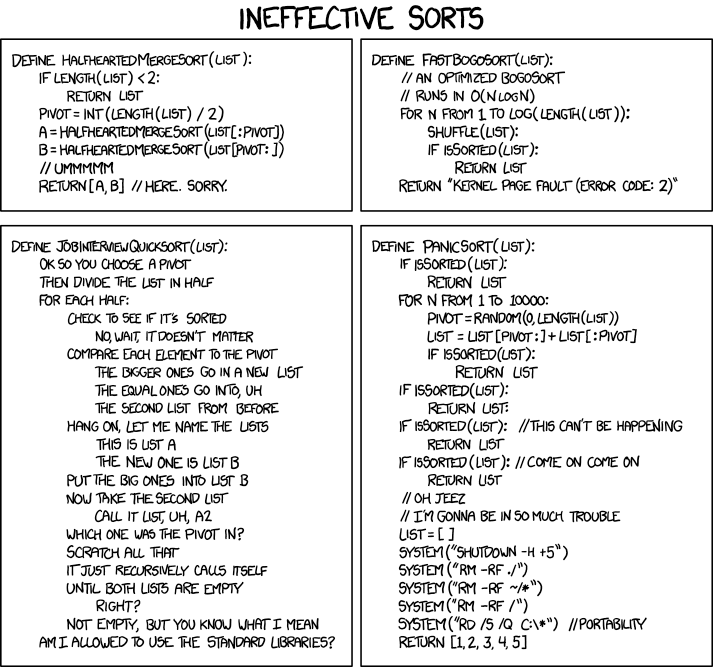 INEFFECTIVE SORTS
DEFINE HALFHEARTEDMERGESORT(LIST):
IF LENGTH(LIST) < 2:
RETURN LIST
PIVOT = INT(LENGTH(LIST) / 2)
A = HALFHEARTEDMERGESORT(LIST[:PIVOT])
B = HALFHEARTEDMERGESORT(LIST[PIVOT:])
// UMMMMM
RETURN [A, B] // HERE. SORRY.
DEFINE FASTBOGOSORT(LIST):
// AN OPTIMIZED BOGOSORT
// RUNS IN O(N LOG N)
FOR N FROM 1 TO LOG(LENGTH(LIST)):
SHUFFLE(LIST):
IF ISSORTED(LIST):
RETURN LIST
RETURN "KERNEL PAGE FAULT (ERROR CODE: 2)"
DEFINE JOBINTERVIEWQUICKSORT(LIST):
OK SO YOU CHOOSE A PIVOT
THEN DIVIDE THE LIST IN HALF
FOR EACH HALF:
CHECK TO SEE IF IT'S SORTED
NO, WAIT, IT DOESN'T MATTER
COMPARE EACH ELEMENT TO THE PIVOT
THE BIGGER ONES GO IN A NEW LIST
THE EQUAL ONES GO INTO, UH
THE SECOND LIST FROM BEFORE
HANG ON, LET ME NAME THE LISTS
THIS IS LIST A
THE NEW ONE IS LIST B
PUT THE BIG ONES INTO LIST B
NOW TAKE THE SECOND LIST
CALL IT LIST, UH, A2
WHICH ONE WAS THE PIVOT IN?
SCRATCH ALL THAT
IT JUST RECURSIVELY CALLS ITSELF
UNTIL BOTH LISTS ARE EMPTY
RIGHT?
NOT EMPTY, BUT YOU KNOW WHAT I MEAN
AM I ALLOWED TO USE THE STANDARD LIBRARIES?
DEFINE PANICSORT(LIST):
IF ISSORTED(LIST):
RETURN LIST
FOR N FROM 1 TO 10000:
PIVOT = RANDOM(0, LENGTH(LIST))
LIST = LIST[PIVOT:] + LIST[:PIVOT]
IF ISSORTED(LIST):
RETURN LIST
IF ISSORTED(LIST):
RETURN LIST:
IF ISSORTED(LIST): //THIS CAN'T BE HAPPENING
RETURN LIST
IF ISSORTED(LIST): //COME ON COME ON
RETURN LIST
// OH JEEZ
// I'M GONNA BE IN SO MUCH TROUBLE
LIST = [ ]
SYSTEM("SHUTDOWN -H +5")
SYSTEM("RM -RF ./")
SYSTEM("RM -RF ~/*")
SYSTEM("RM -RF /")
SYSTEM("RD /S /Q C:\*") //PORTABILITY
RETURN [1, 2, 3, 4, 5]